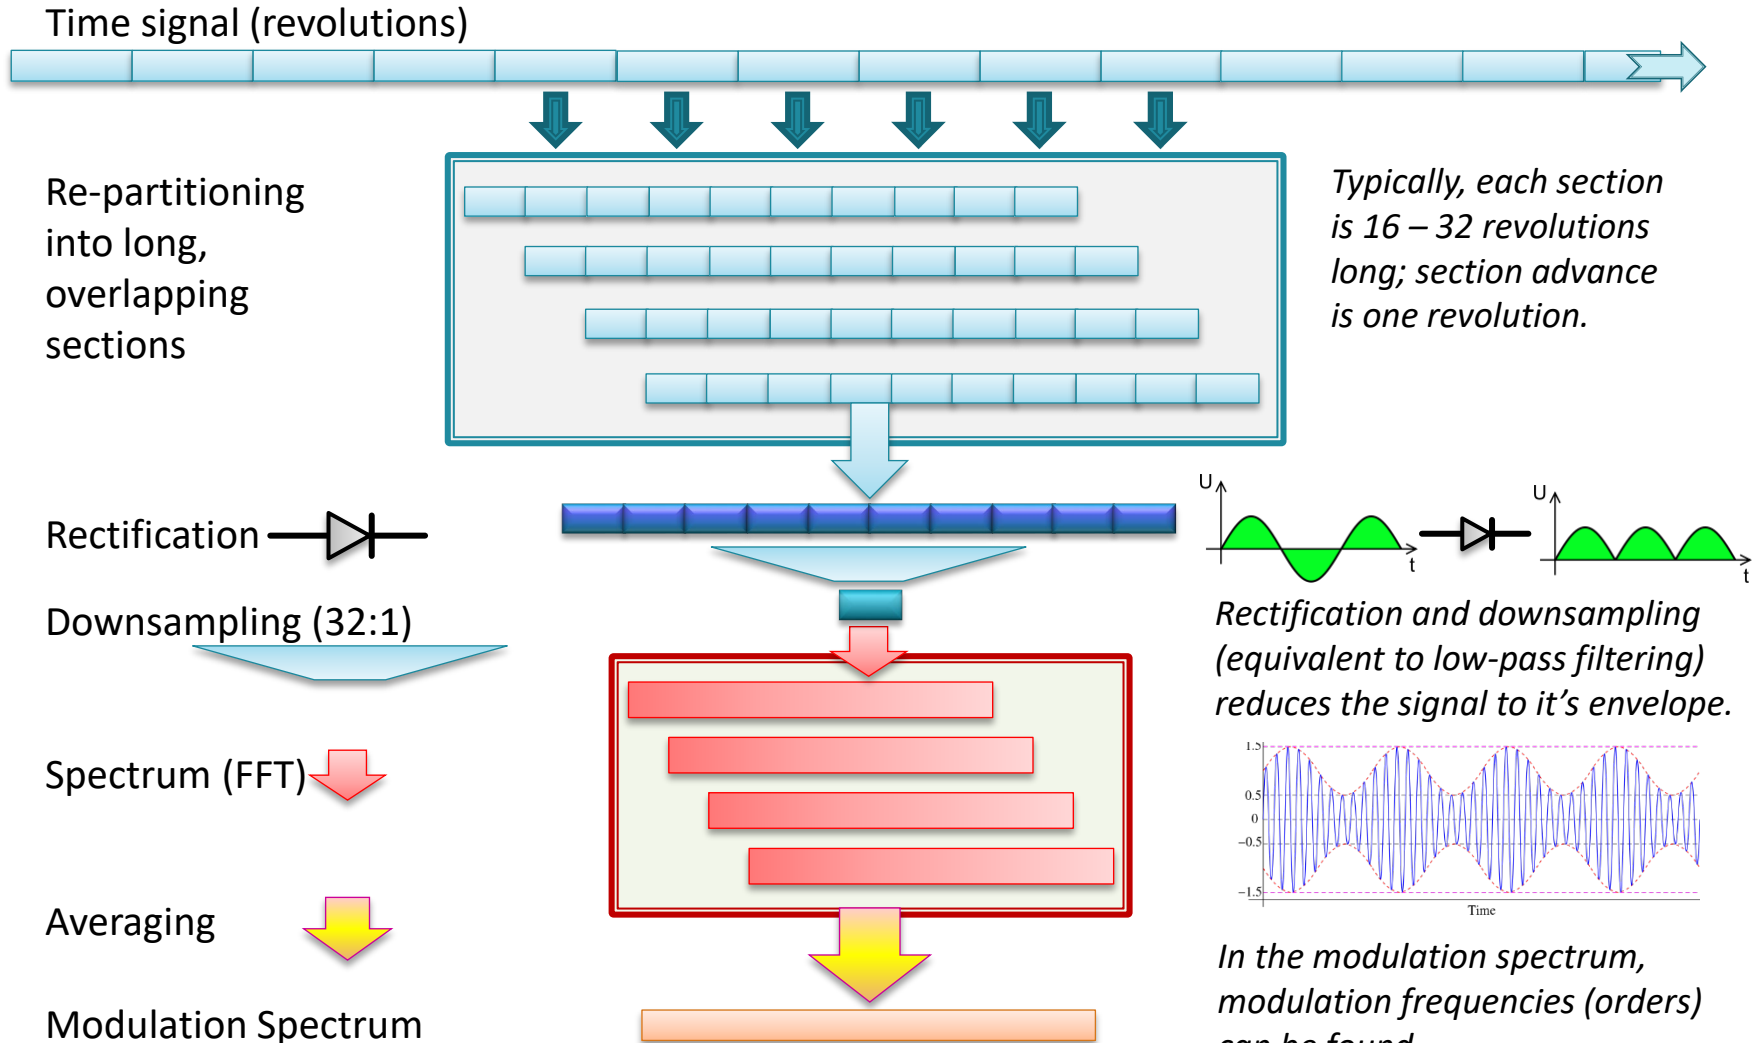 Time signal (revolutions)
Re-partitioning
into long,
overlapping
sections
Typically, each section
is 16 – 32 revolutions
long; section advance
is one revolution.
Rectification
U
t
U
t
Downsampling (32:1)
Rectification and downsampling
(equivalent to low-pass filtering)
reduces the signal to it's envelope.
Spectrum (FFT)
1.5
0.5
0
−0.5
−1.5
Time
Averaging
In the modulation spectrum,
modulation frequencies (orders)
can be found
Modulation Spectrum